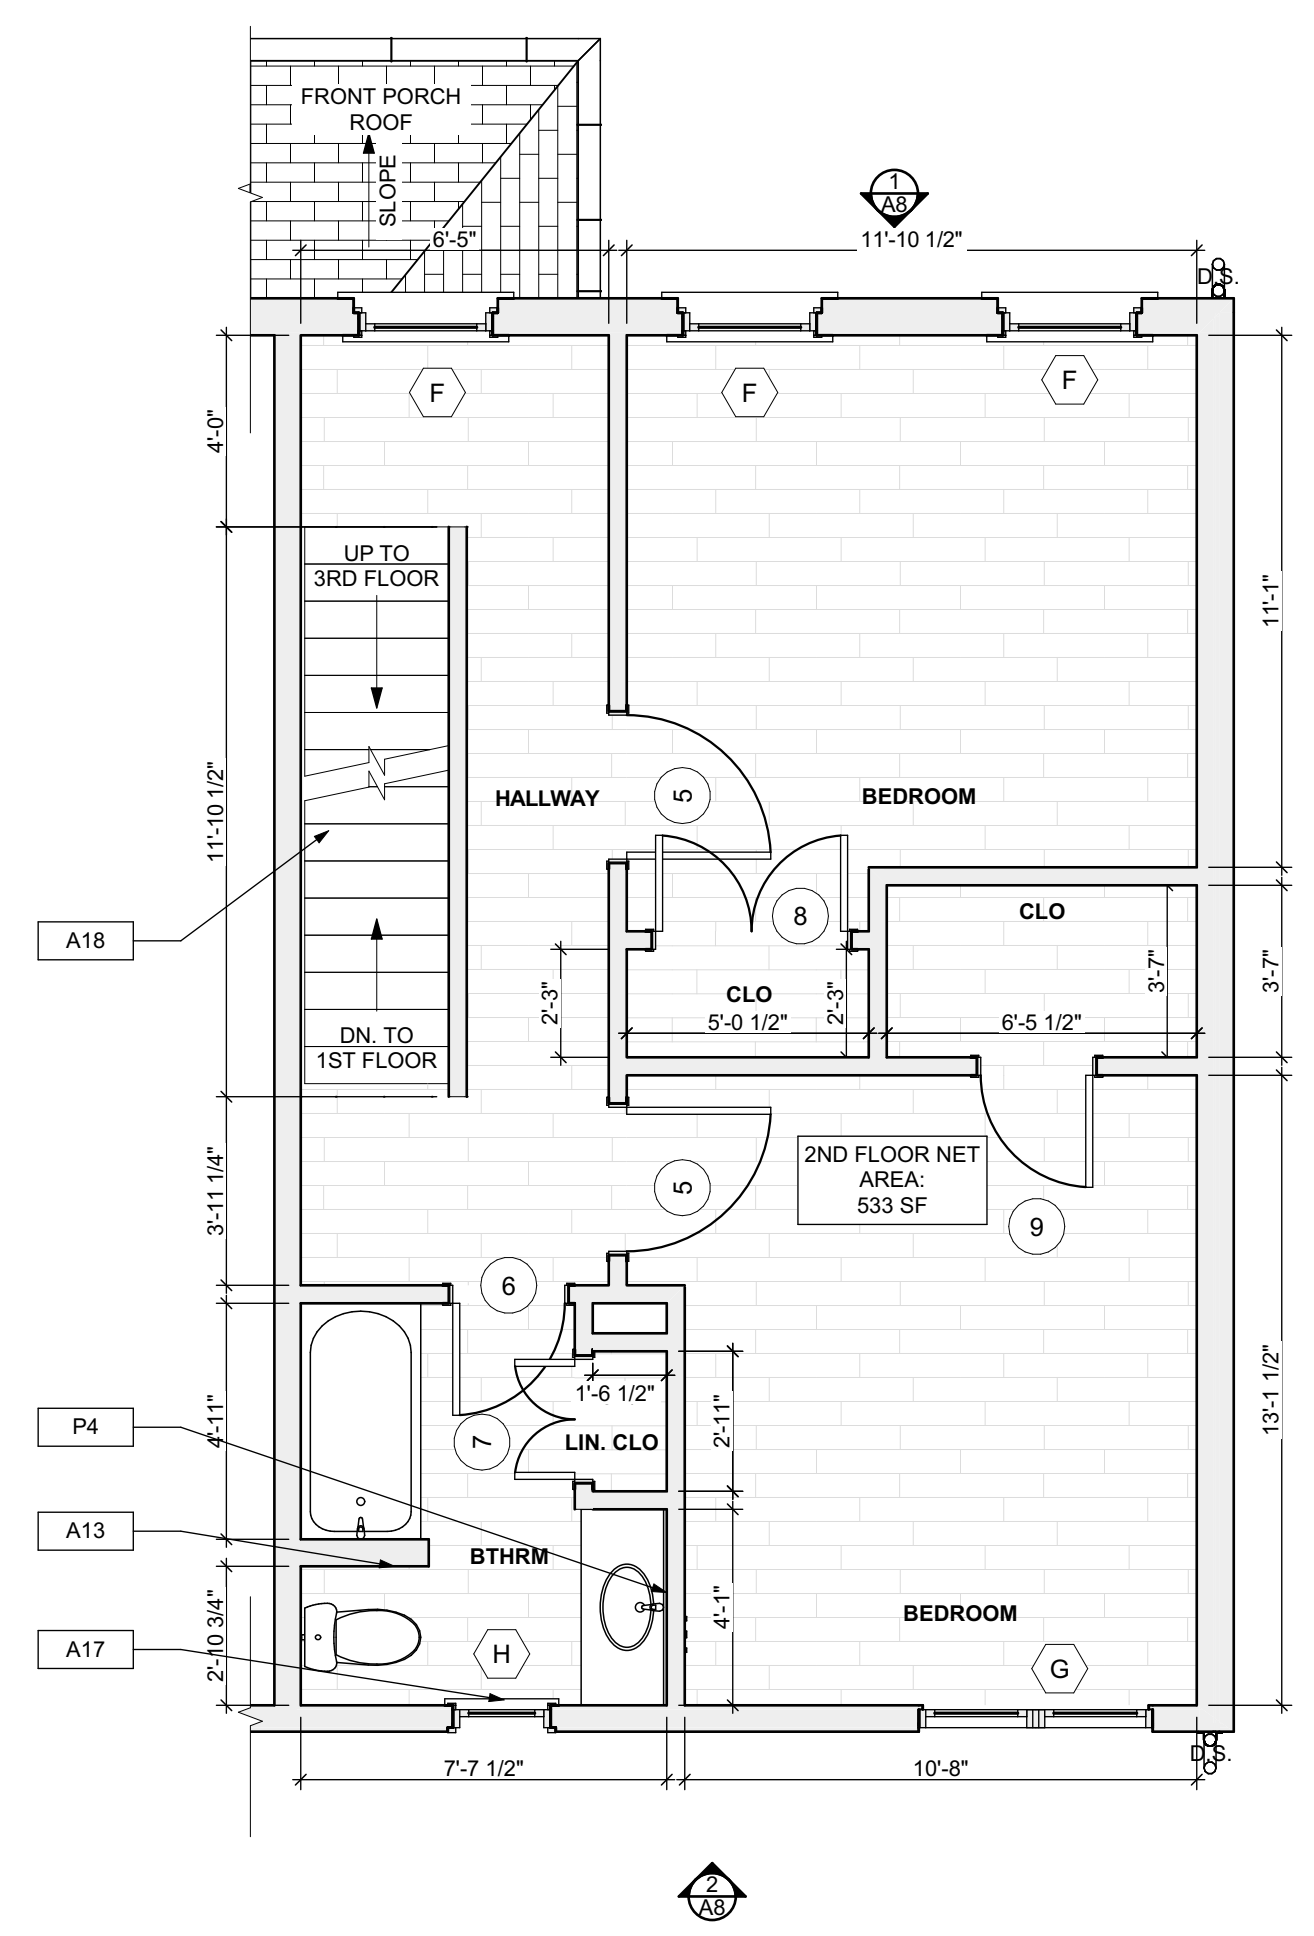 FRONT PORCH
ROOF
SLOPE
1
A8
6'-5"
11'-10 1/2"
D.S.
F
F
F
4'-0"
UP TO
3RD FLOOR
11'-1"
HALLWAY
5
BEDROOM
11'-10 1/2"
8
CLO
A18
2'-3"
CLO
2'-3"
3'-7"
3'-7"
5'-0 1/2"
6'-5 1/2"
DN. TO
1ST FLOOR
2ND FLOOR NET
AREA:
533 SF
5
9
3'-11 1/4"
6
1'-6 1/2"
13'-1 1/2"
P4
4'-11"
7
LIN. CLO
2'-11"
A13
BTHRM
4'-1"
BEDROOM
A17
2'-10 3/4"
H
G
D.S.
7'-7 1/2"
10'-8"
2
A8